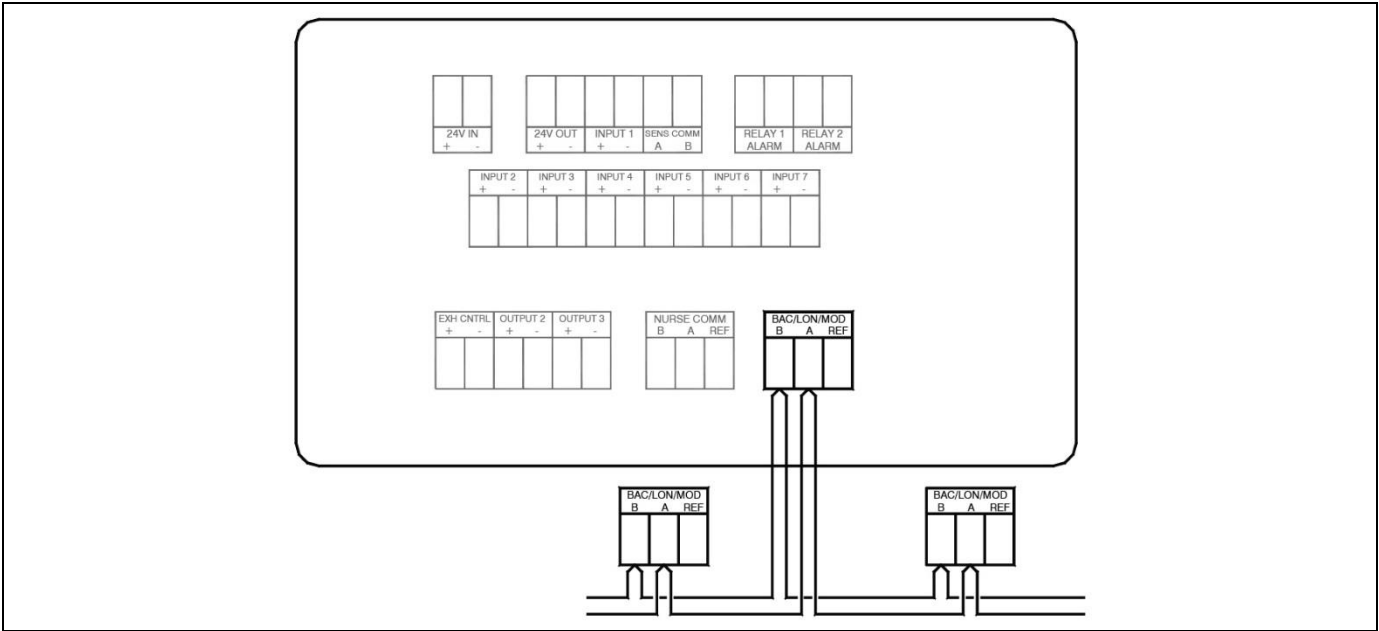 24V IN
+ -
24V OUT INPUT 1 SENS COMM
+ - + - A B
RELAY 1 RELAY 2
ALARM ALARM
INPUT 2 INPUT 3 INPUT 4 INPUT 5 INPUT 6 INPUT 7
+ - + - + - + - + - + -
EXH CNTRL OUTPUT 2 OUTPUT 3
+ - + - + -
NURSE COMM
B A REF
BAC/LON/MOD
B A REF
BAC/LON/MOD
B A REF
BAC/LON/MOD
B A REF